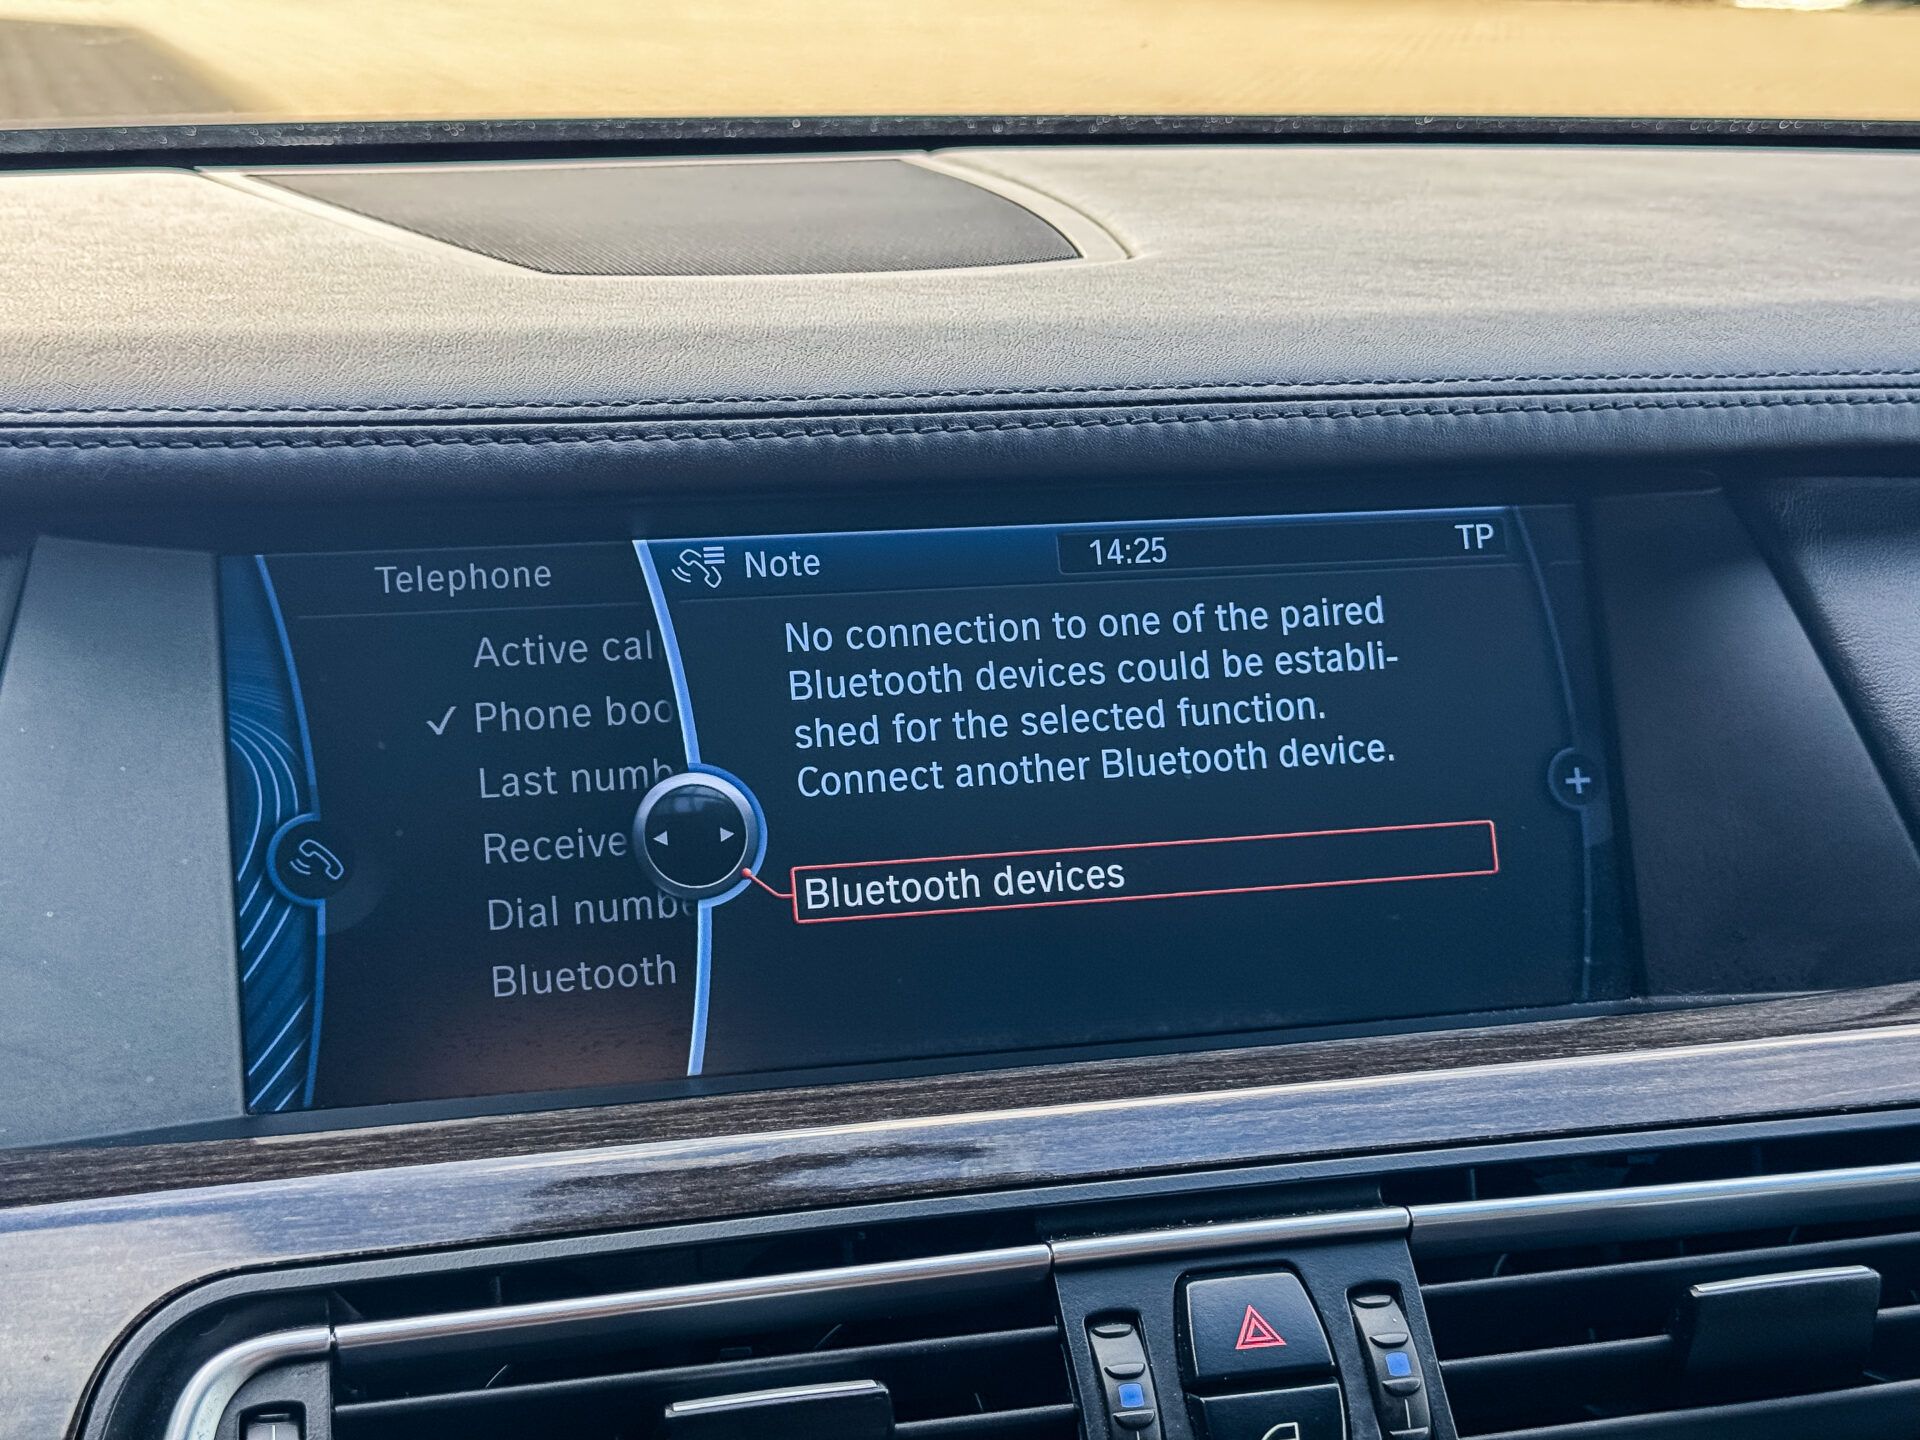 Telephone
Active cal
✓ Phone boo
Last numb
Receive
Dial numbe
Bluetooth
Note
14:25
TP
No connection to one of the paired
Bluetooth devices could be establi-
shed for the selected function.
Connect another Bluetooth device.
Bluetooth devices